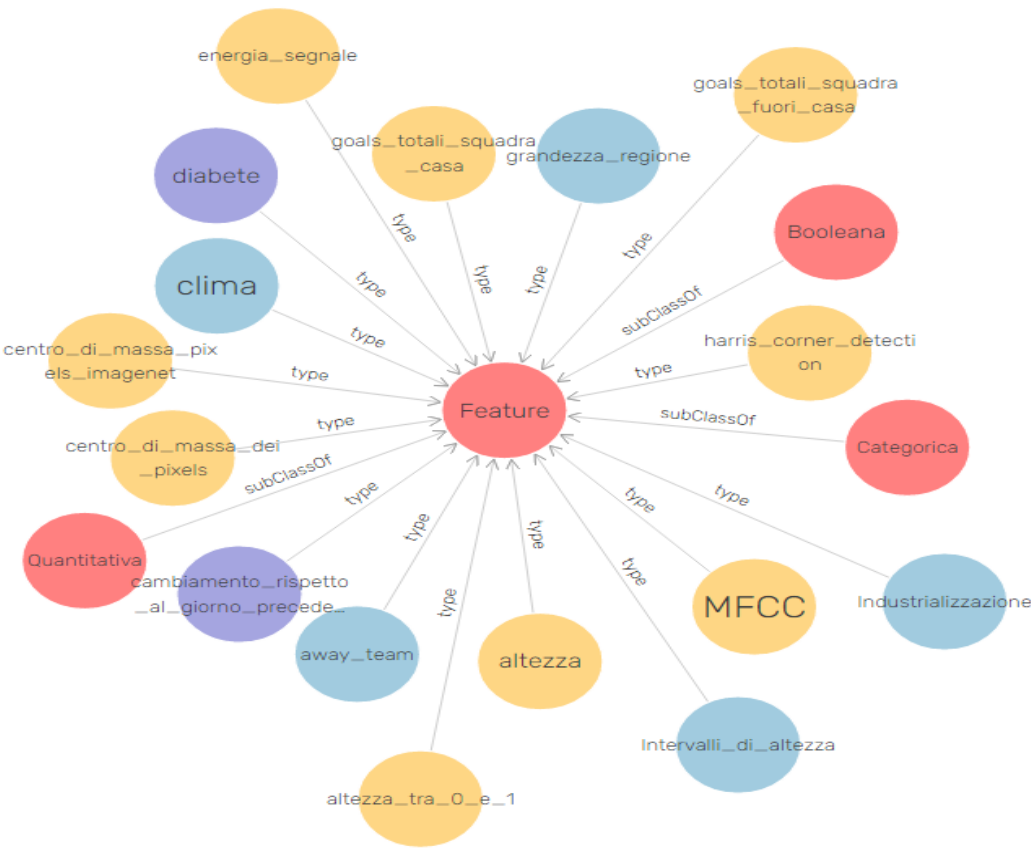 energia_segnale
goals_totali_squadra
_fuori_casa
goals_totali_squadra
_casa
grandezza_regione
diabete
type
Booleana
type
type
type
clima
type
type
subClassOf
harris_corner_detecti
on
centro_di_massa_pix
els_imagenet
type
type
type
Feature
subClassOf
type
centro_di_massa_dei
_pixels
Categorica
subClassOf
type
type
type
type
type
Quantitativa
cambiamento_rispetto
_al_giorno_precede_
type
type
MFCC
Industrializzazione
away_team
altezza
Intervalli_di_altezza
altezza_tra_0_e_1